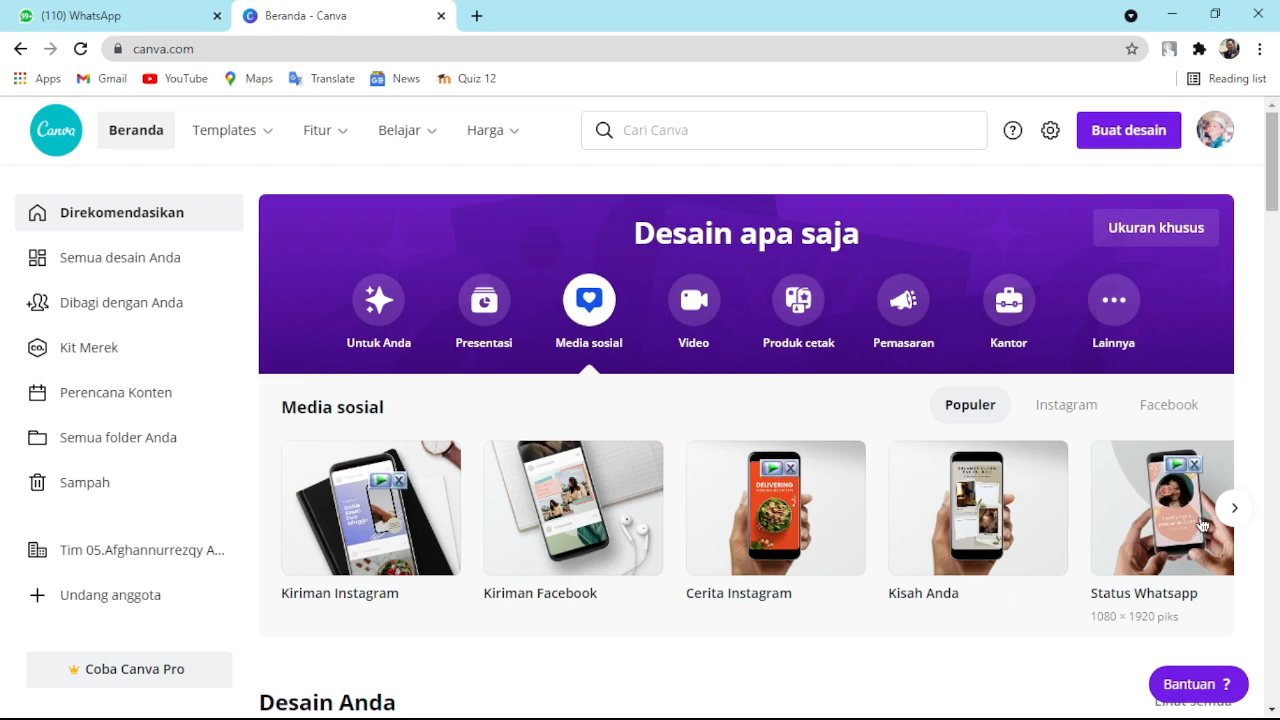 (110) WhatsApp
Beranda - Canva
canva.com
Apps Gmail YouTube Maps Translate News Quiz 12 Reading list
Canva Beranda Templates Fitur Belajar Harga Cari Canva Buat desain
Direkomendasikan
Semua desain Anda
Dibagi dengan Anda
Kit Merek
Perencana Konten
Semua folder Anda
Sampah
Tim 05.Afghannurrezqy A...
Undang anggota
Coba Canva Pro
Desain apa saja
Ukuran khusus
Untuk Anda Presentasi Media sosial Video Produk cetak Pemasaran Kantor Lainnya
Media sosial
Populer Instagram Facebook
DELIVERING
Kiriman Instagram Kiriman Facebook Cerita Instagram Kisah Anda Status Whatsapp
1080 × 1920 piks
Desain Anda
Bantuan ?